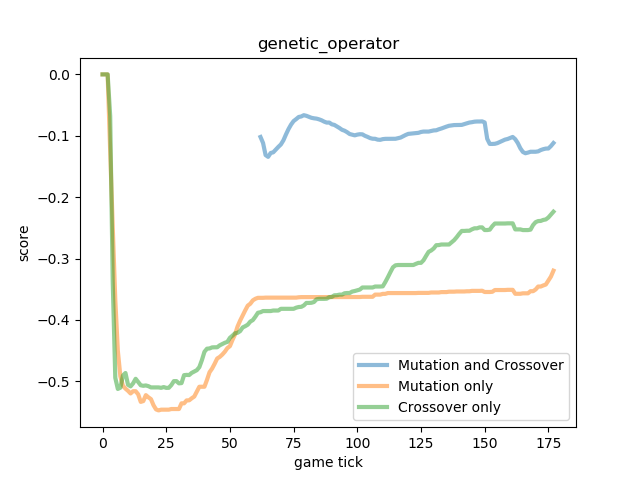 genetic_operator
0.0
−0.1
−0.2
−0.3
−0.4
−0.5
score
0
25
50
75
100
125
150
175
game tick
Mutation and Crossover
Mutation only
Crossover only